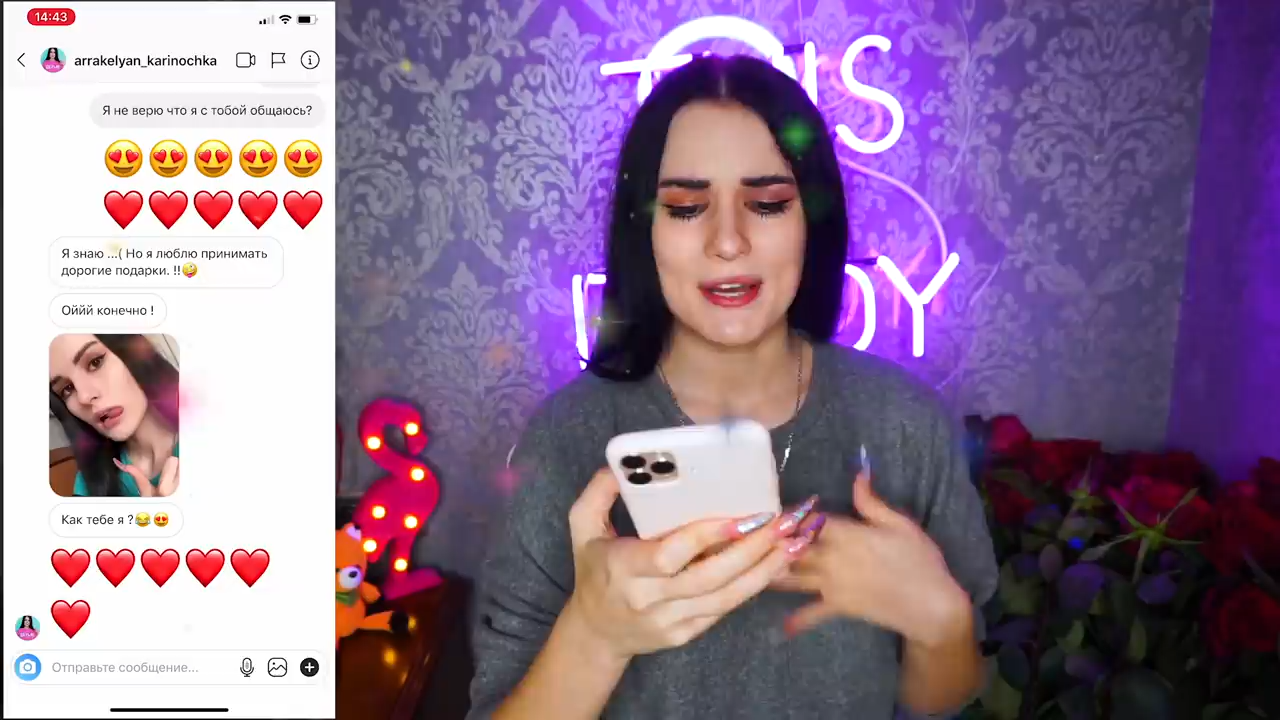 14:43
arrakelyan_karinochka
Я не верю что я с тобой общаюсь?
Я знаю ...( Но я люблю принимать
дорогие подарки. !!🤪
Оййй конечно !
Как тебе я ?😂😍
Отправьте сообщение...